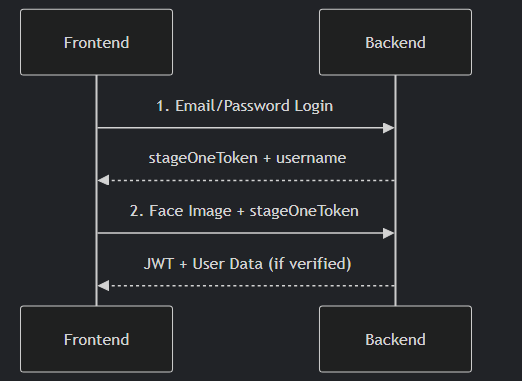 Frontend
Backend
1. Email/Password Login
stageOneToken + username
2. Face Image + stageOneToken
JWT + User Data (if verified)
Frontend
Backend